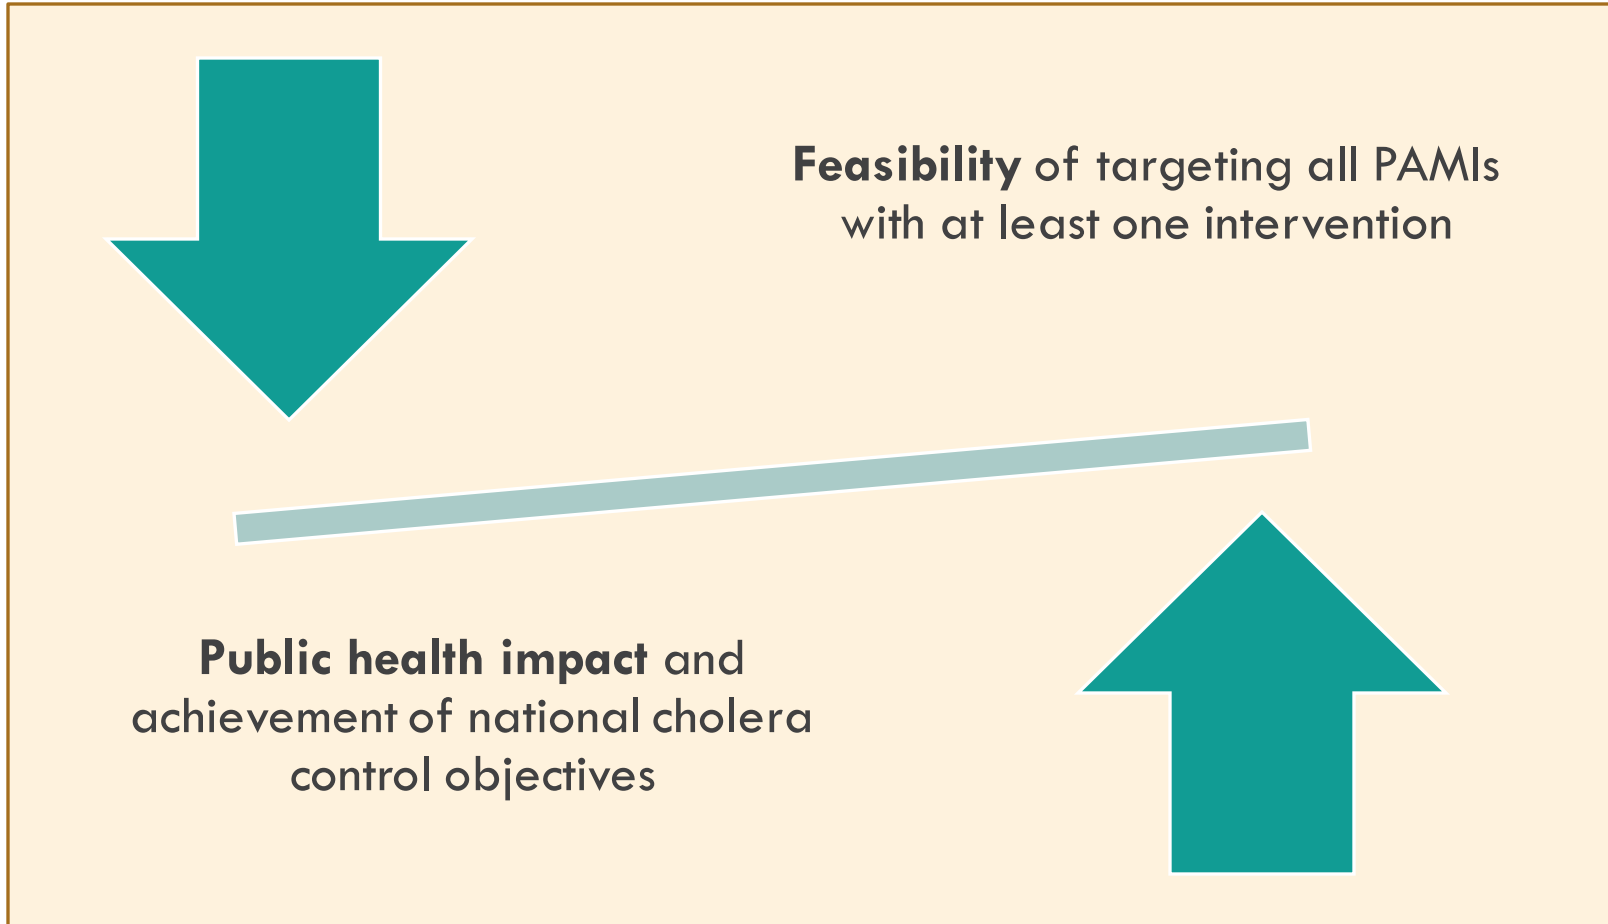 Feasibility of targeting all PAMIs
with at least one intervention
Public health impact and
achievement of national cholera
control objectives